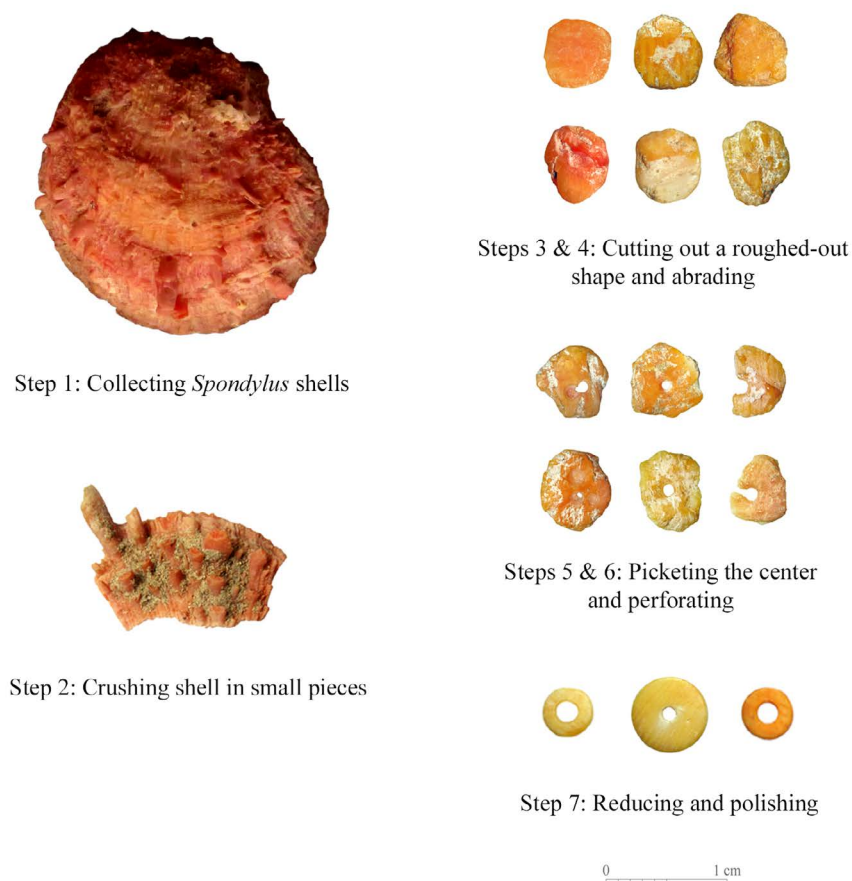 Step 1: Collecting Spondylus shells
Step 2: Crushing shell in small pieces
Steps 3 & 4: Cutting out a roughed-out
shape and abrading
Steps 5 & 6: Picketing the center
and perforating
Step 7: Reducing and polishing
0 1 cm